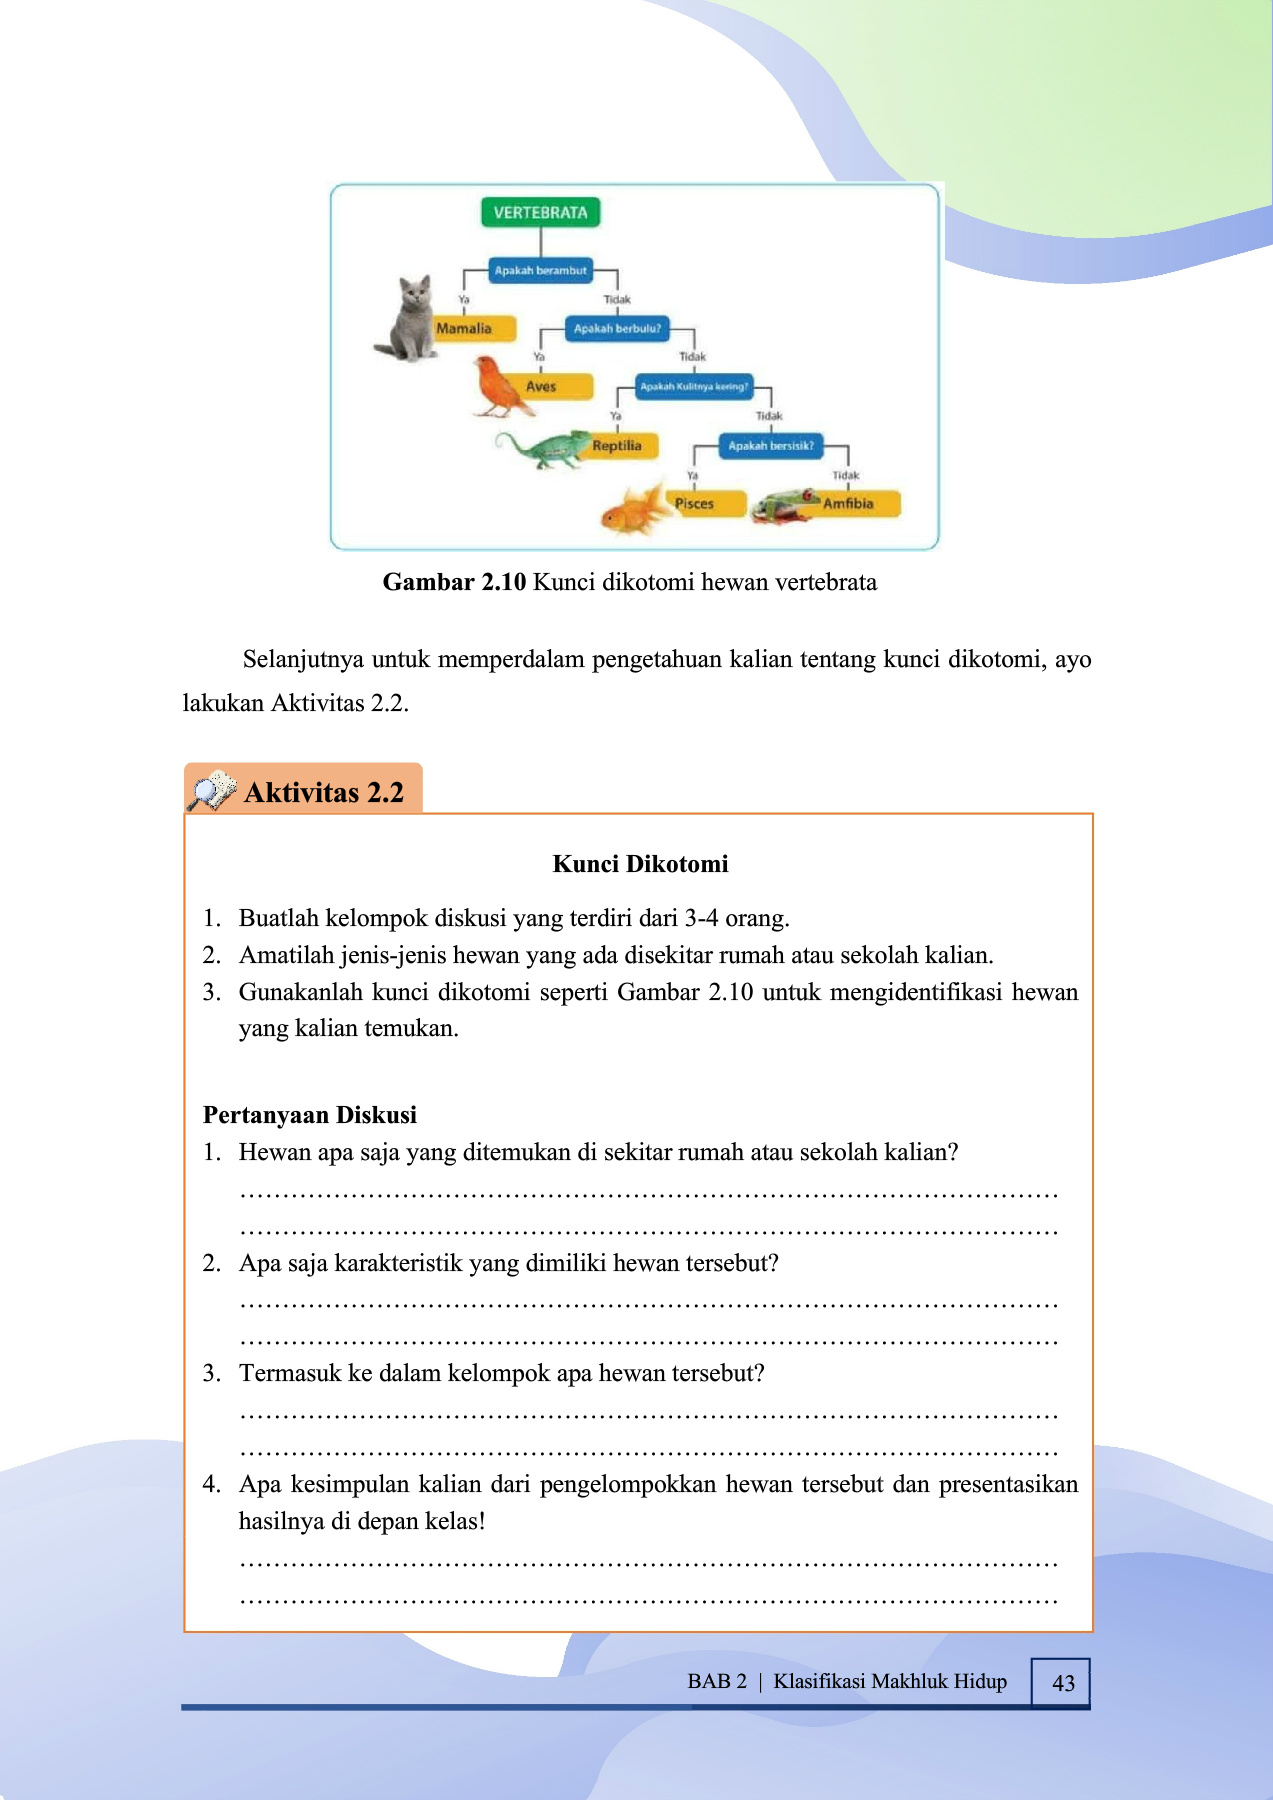 VERTEBRATA
Apakah berambut
Ya
Tidak
Mamalia
Apakah berbulu?
Ya
Tidak
Aves
Apakah Kulitnya kering?
Ya
Tidak
Reptilia
Apakah bersisik?
Ya
Tidak
Pisces
Amfibia
Gambar 2.10 Kunci dikotomi hewan vertebrata
Selanjutnya untuk memperdalam pengetahuan kalian tentang kunci dikotomi, ayo
lakukan Aktivitas 2.2.
Aktivitas 2.2
Kunci Dikotomi
1. Buatlah kelompok diskusi yang terdiri dari 3-4 orang.
2. Amatilah jenis-jenis hewan yang ada disekitar rumah atau sekolah kalian.
3. Gunakanlah kunci dikotomi seperti Gambar 2.10 untuk mengidentifikasi hewan
yang kalian temukan.
Pertanyaan Diskusi
1. Hewan apa saja yang ditemukan di sekitar rumah atau sekolah kalian?
................................................................................................
................................................................................................
2. Apa saja karakteristik yang dimiliki hewan tersebut?
................................................................................................
................................................................................................
3. Termasuk ke dalam kelompok apa hewan tersebut?
................................................................................................
................................................................................................
4. Apa kesimpulan kalian dari pengelompokkan hewan tersebut dan presentasikan
hasilnya di depan kelas!
................................................................................................
................................................................................................
BAB 2 | Klasifikasi Makhluk Hidup 43